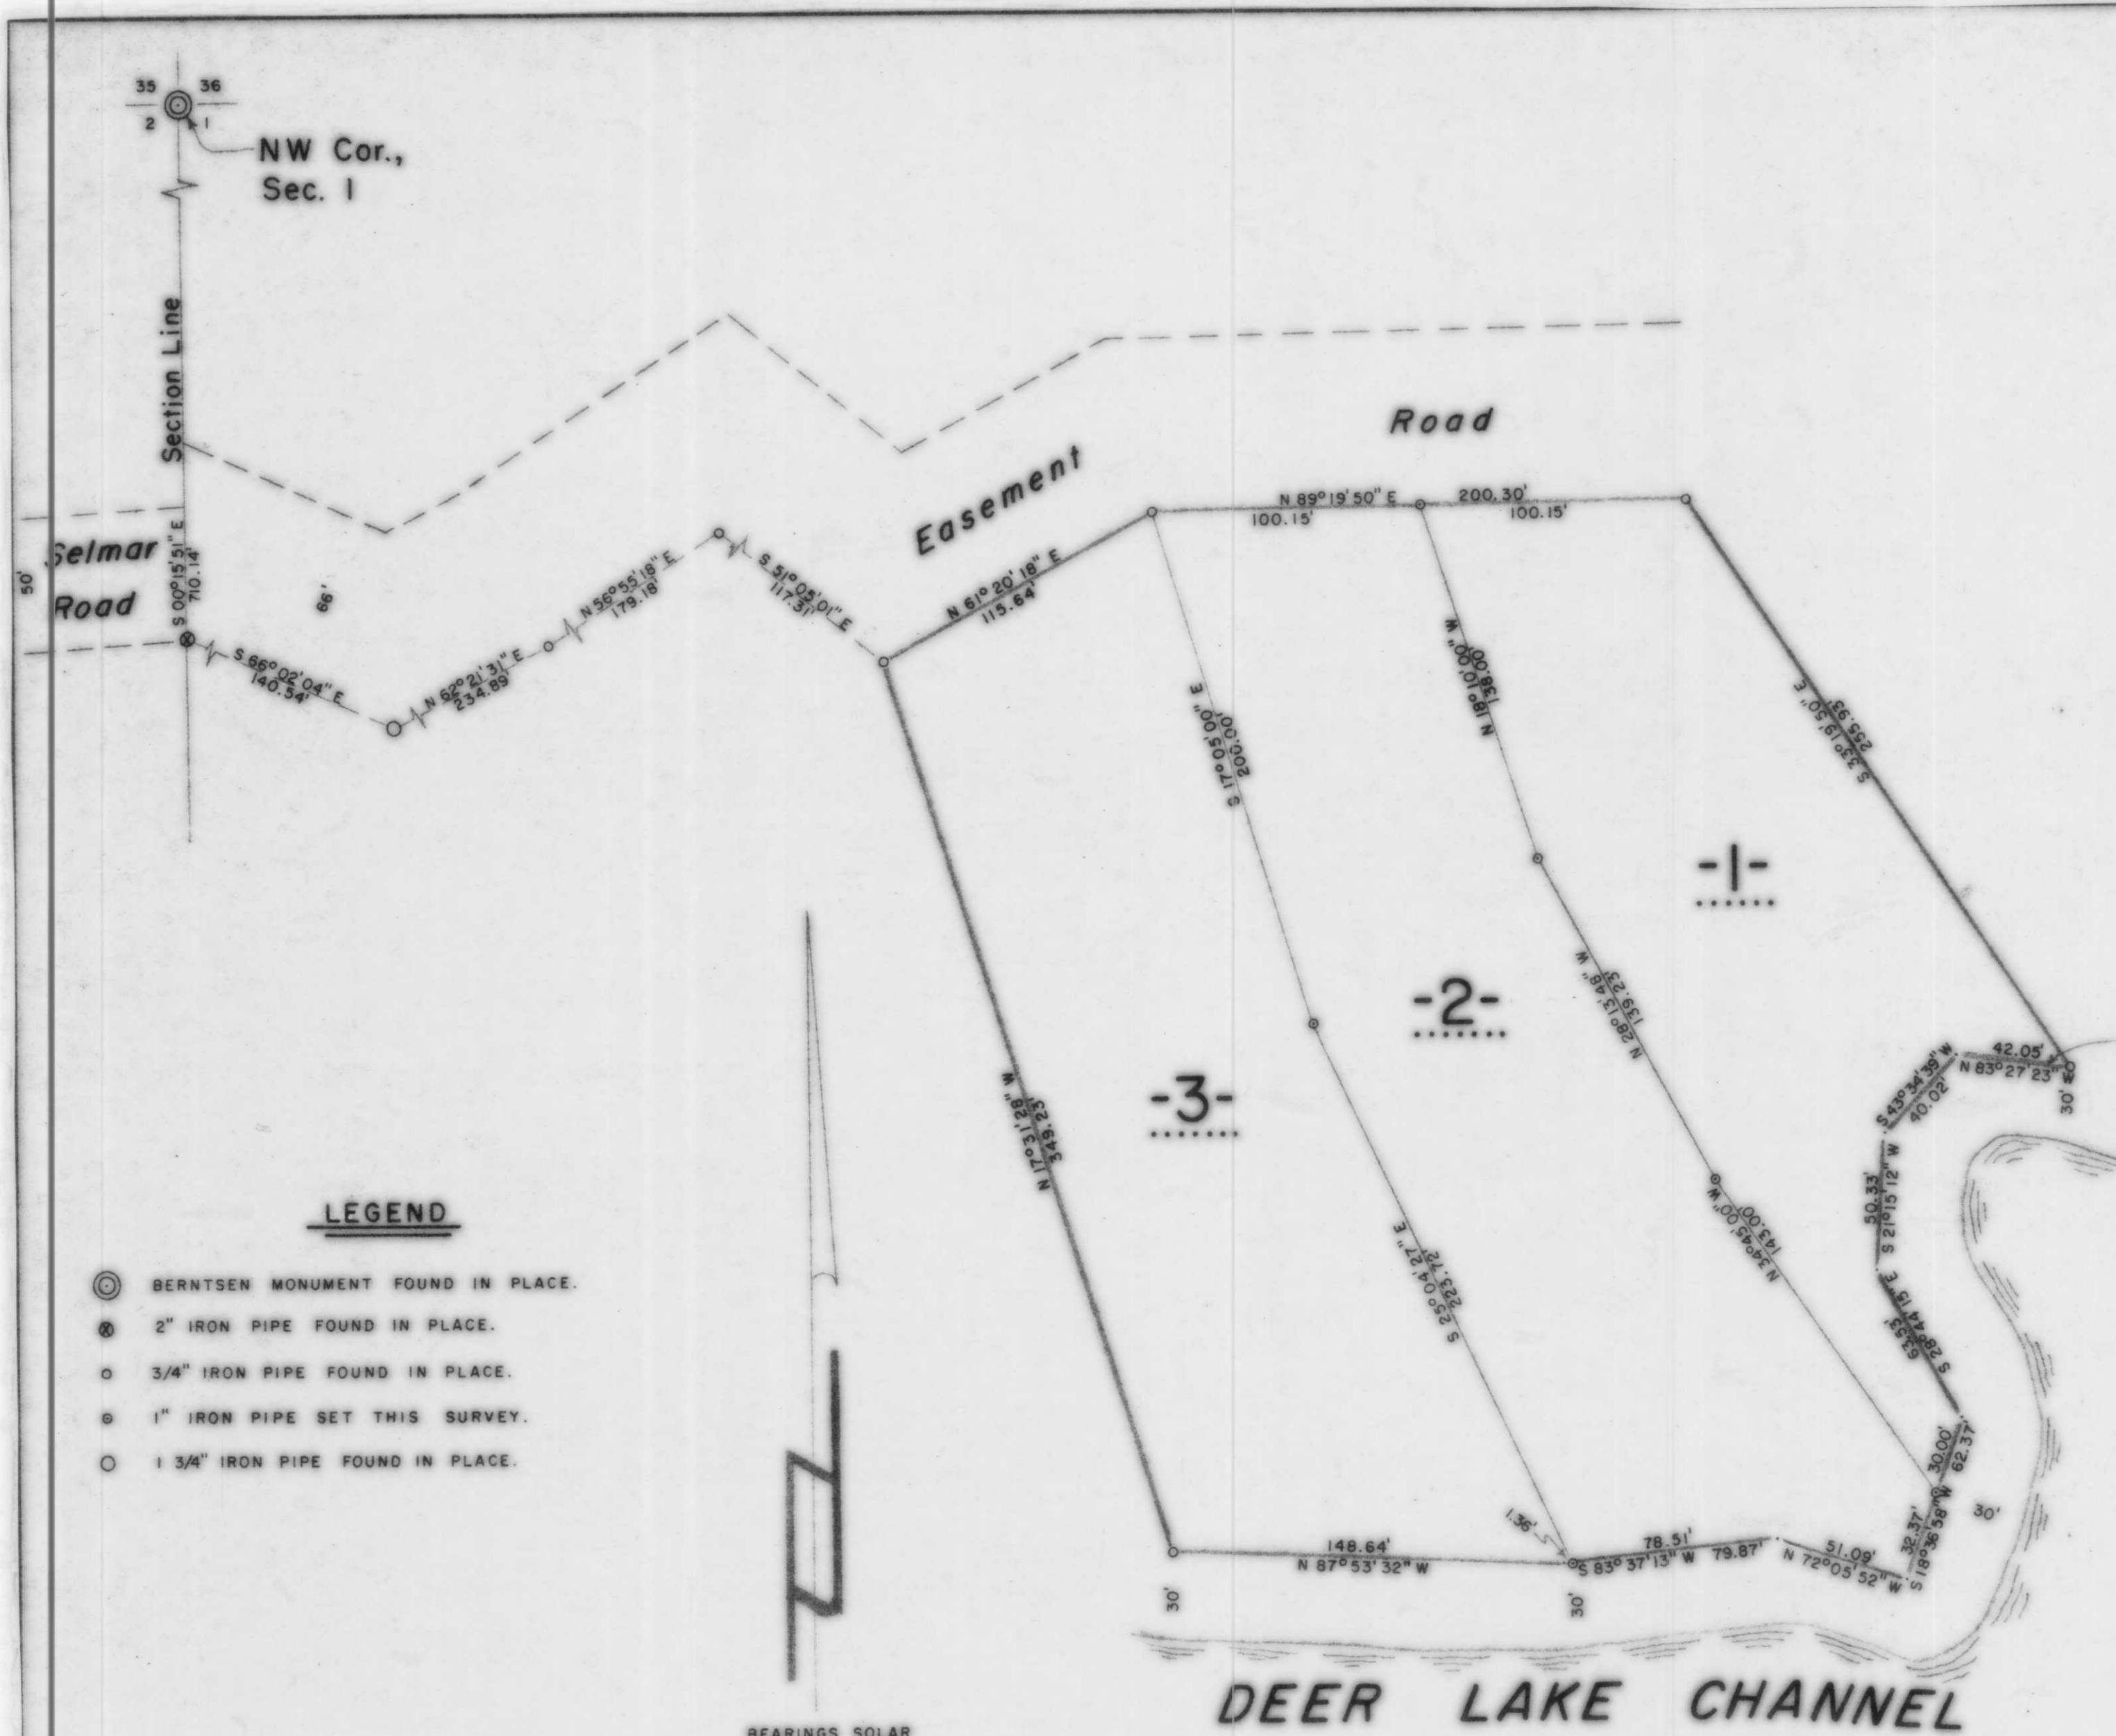 35 36
2 1
NW Cor.,
Sec. 1
Section Line
S 00°15'51" E
710.14'
50'
Selmar
Road
66'
S 66°02'04" E
140.54'
N 62°21'31" E
234.89'
N 56°55'18" E
179.18'
S 51°05'01" E
117.31'
Easement
Road
N 61°20'18" E
115.64'
N 89°19'50" E 200.30'
100.15' 100.15'
S 17°05'00" E
200.00'
N 18°10'00" W
138.00'
S 33°19'50" E
255.93'
-1-
-2-
-3-
N 28°13'48" W
139.23'
N 17°31'28" W
349.23'
S 25°04'27" E
223.72'
N 34°45'00" W
143.00'
42.05'
N 83°27'23" W
30'
S 43°34'39" W
40.02'
50.33'
S 21°15'12" W
S 28°44'15" E
63.53'
30.00'
62.37'
32.37'
S 18°36'58" W
30'
1.36'
148.64'
N 87°53'32" W
78.51'
S 83°37'13" W 79.87'
51.09'
N 72°05'52" W
30'
30'
LEGEND
BERNTSEN MONUMENT FOUND IN PLACE.
2" IRON PIPE FOUND IN PLACE.
3/4" IRON PIPE FOUND IN PLACE.
1" IRON PIPE SET THIS SURVEY.
1 3/4" IRON PIPE FOUND IN PLACE.
DEER LAKE CHANNEL
BEARINGS SOLAR